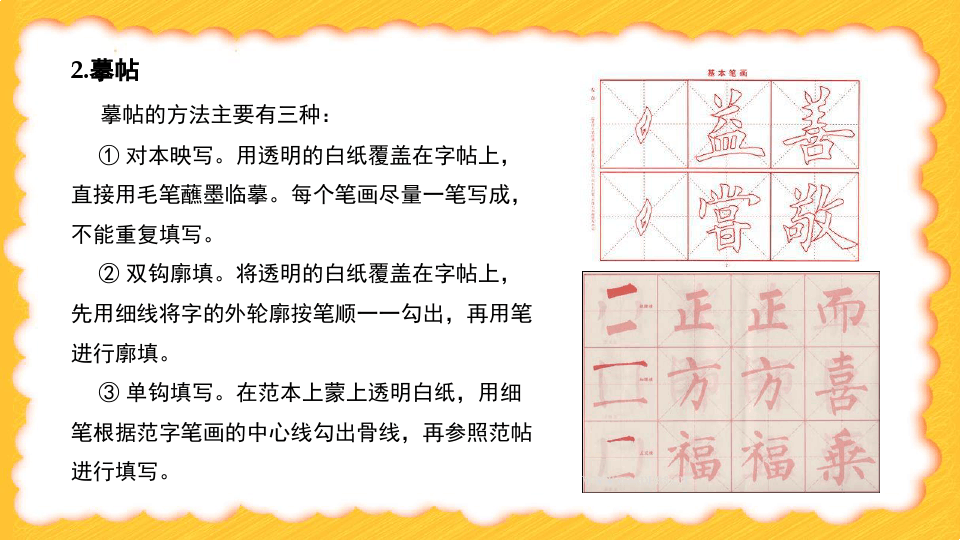 2.摹帖
摹帖的方法主要有三种：
① 对本映写。用透明的白纸覆盖在字帖上，
直接用毛笔蘸墨临摹。每个笔画尽量一笔写成，
不能重复填写。
② 双钩廓填。将透明的白纸覆盖在字帖上，
先用细线将字的外轮廓按笔顺一一勾出，再用笔
进行廓填。
③ 单钩填写。在范本上蒙上透明白纸，用细
笔根据范字笔画的中心线勾出骨线，再参照范帖
进行填写。
基本笔画
益 善
嘗 敬
二 正 正 而
二 方 方 喜
二 福 福 乘